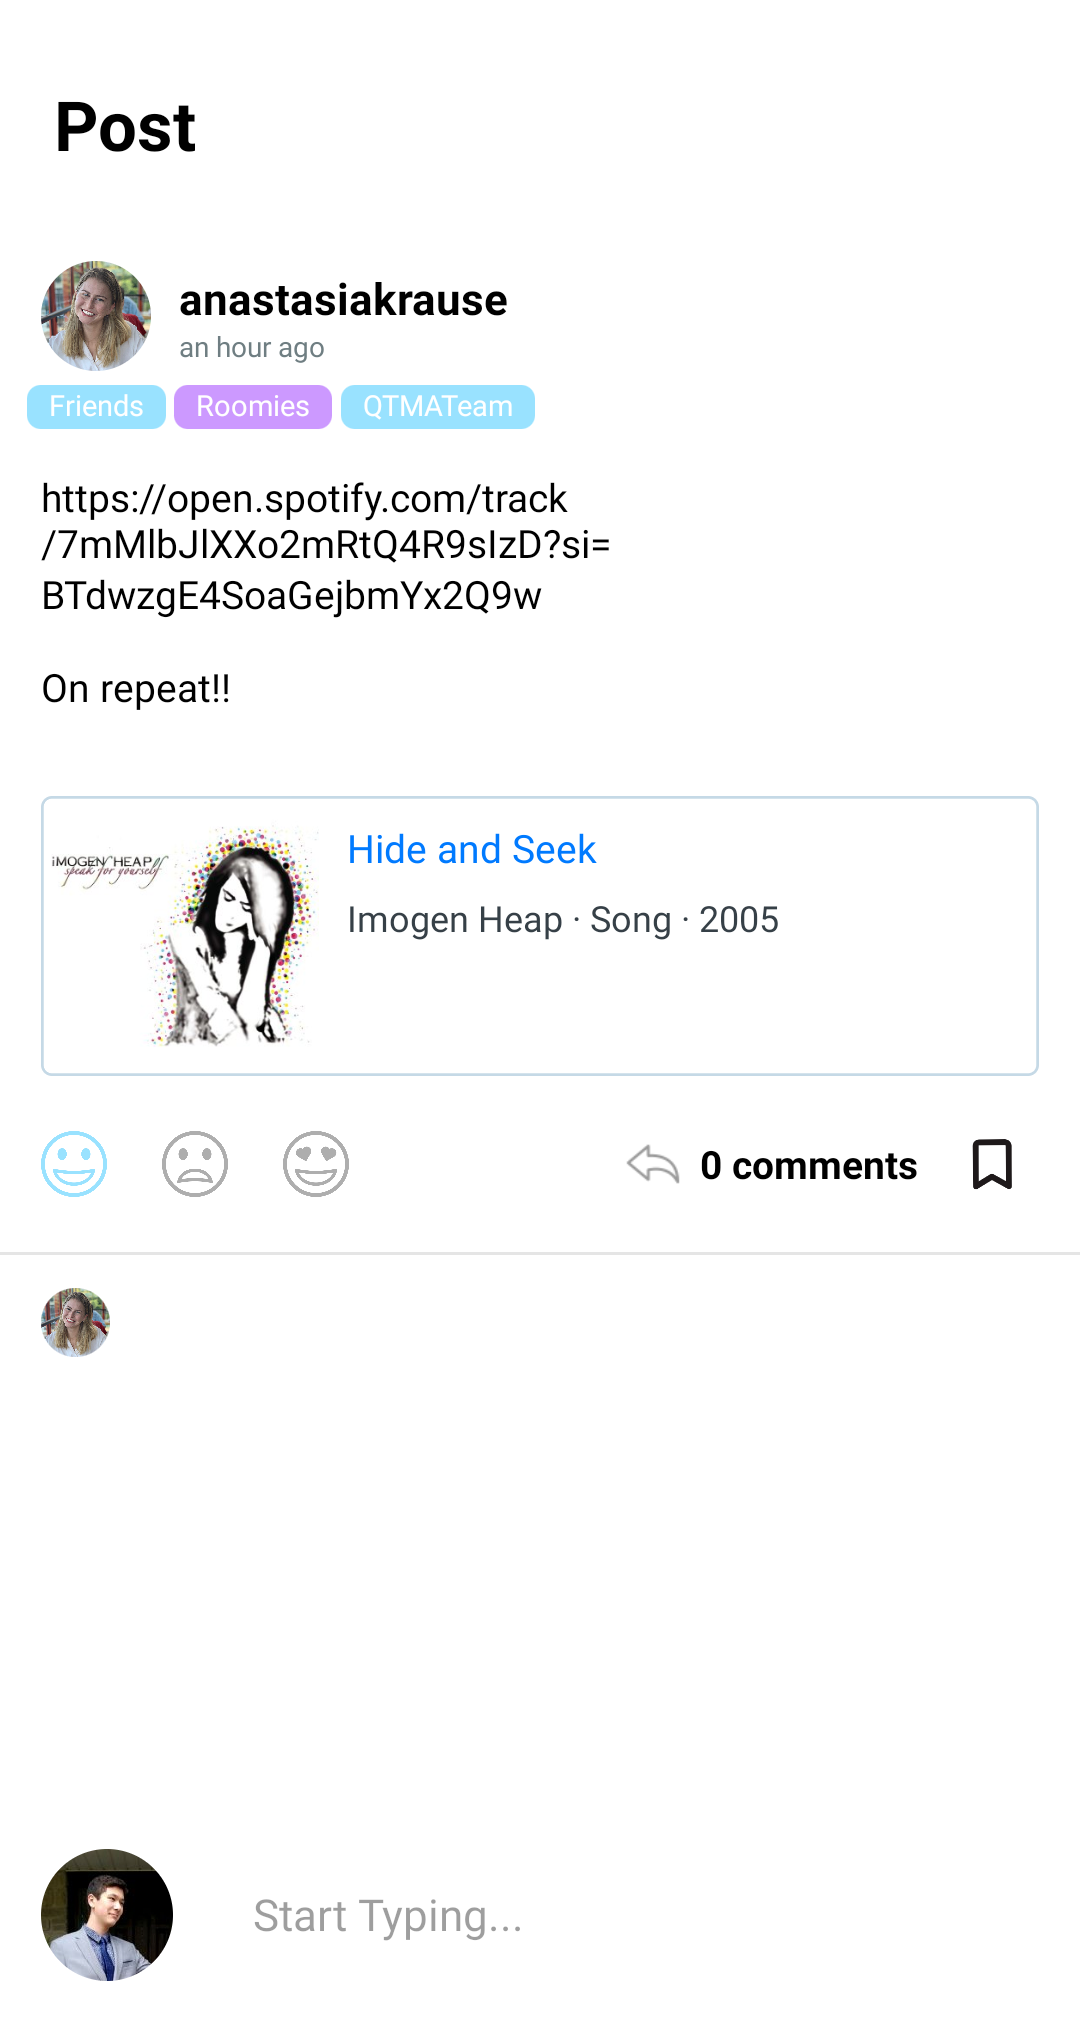 Post
anastasiakrause
an hour ago
Friends Roomies QTMATeam
https://open.spotify.com/track
/7mMlbJlXXo2mRtQ4R9sIzD?si=
BTdwzgE4SoaGejbmYx2Q9w
On repeat!!
iMOGEN HEAP
speak for yourself
Hide and Seek
Imogen Heap · Song · 2005
0 comments
Start Typing...